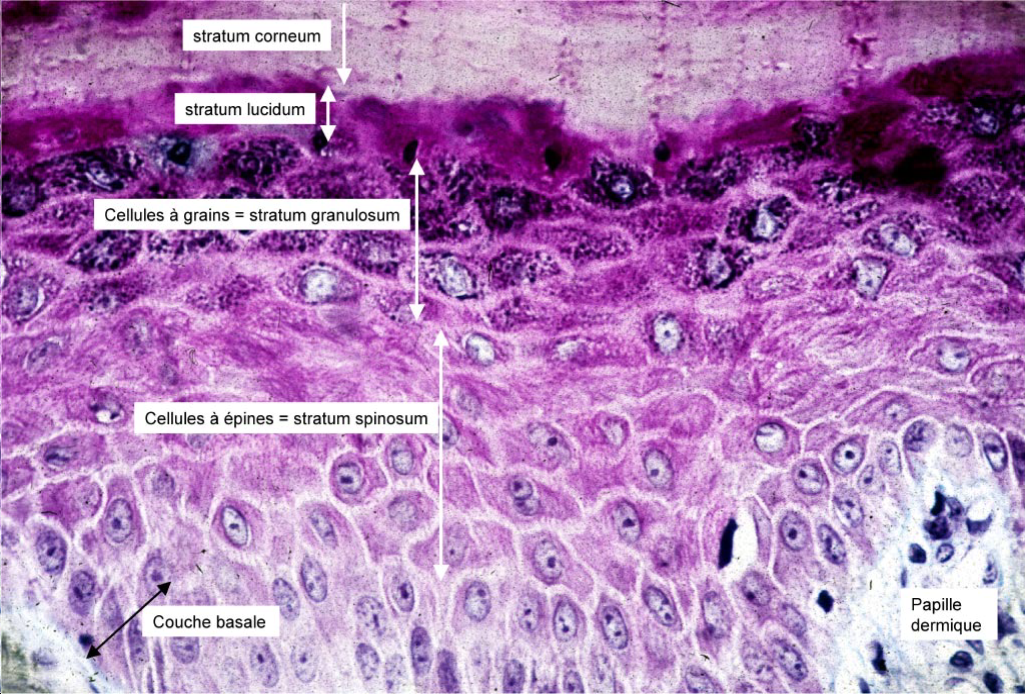 stratum corneum
stratum lucidum
Cellules à grains = stratum granulosum
Cellules à épines = stratum spinosum
Couche basale
Papille
dermique